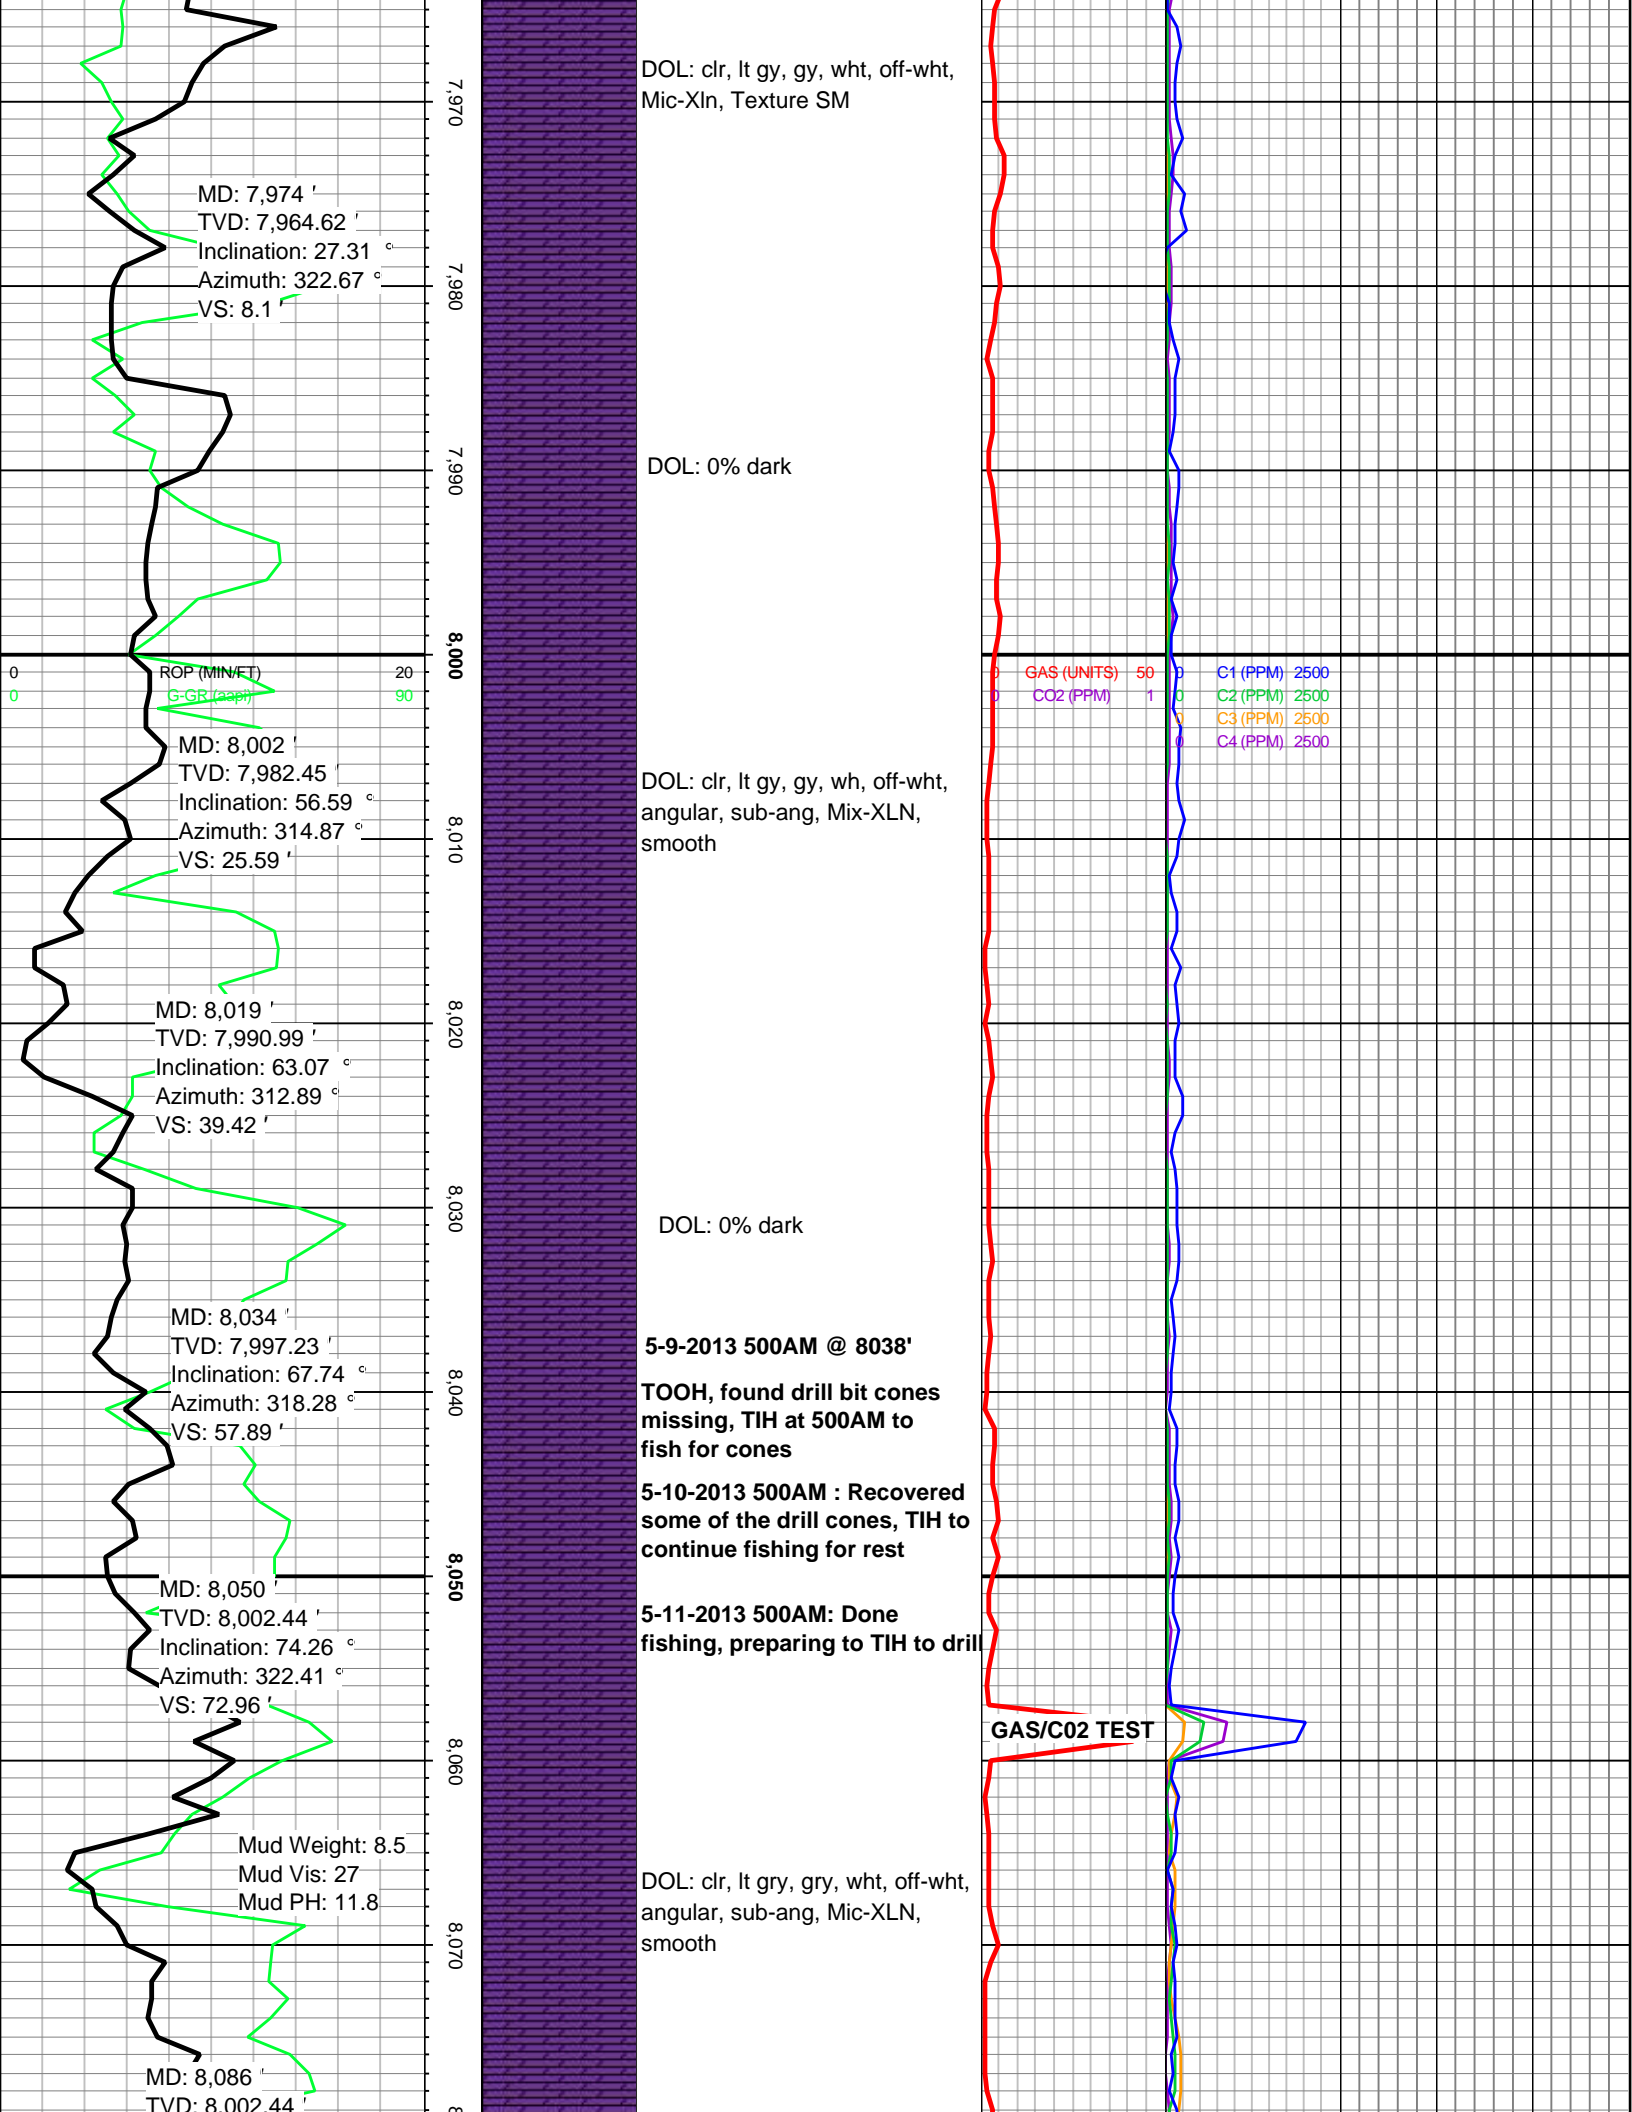 DOL: clr, lt gy, gy, wht, off-wht,
Mic-Xln, Texture SM
7,970
MD: 7,974 '
TVD: 7,964.62 '
Inclination: 27.31 °
Azimuth: 322.67 °
VS: 8.1 '
7,980
DOL: 0% dark
7,990
8,000
0 ROP (MIN/FT) 20
0 G-GR (aapi) 90
0 GAS (UNITS) 50
0 CO2 (PPM) 1
0 C1 (PPM) 2500
0 C2 (PPM) 2500
0 C3 (PPM) 2500
0 C4 (PPM) 2500
MD: 8,002 '
TVD: 7,982.45 '
Inclination: 56.59 °
Azimuth: 314.87 °
VS: 25.59 '
DOL: clr, lt gy, gy, wh, off-wht,
angular, sub-ang, Mix-XLN,
smooth
8,010
MD: 8,019 '
TVD: 7,990.99 '
Inclination: 63.07 °
Azimuth: 312.89 °
VS: 39.42 '
8,020
8,030
DOL: 0% dark
MD: 8,034 '
TVD: 7,997.23 '
Inclination: 67.74 °
Azimuth: 318.28 °
VS: 57.89 '
5-9-2013 500AM @ 8038'
8,040
TOOH, found drill bit cones
missing, TIH at 500AM to
fish for cones
5-10-2013 500AM : Recovered
some of the drill cones, TIH to
continue fishing for rest
8,050
MD: 8,050 '
TVD: 8,002.44 '
Inclination: 74.26 °
Azimuth: 322.41 °
VS: 72.96 '
5-11-2013 500AM: Done
fishing, preparing to TIH to drill
GAS/C02 TEST
8,060
Mud Weight: 8.5
Mud Vis: 27
Mud PH: 11.8
DOL: clr, lt gry, gry, wht, off-wht,
angular, sub-ang, Mic-XLN,
smooth
8,070
MD: 8,086 '
TVD: 8,002.44 '